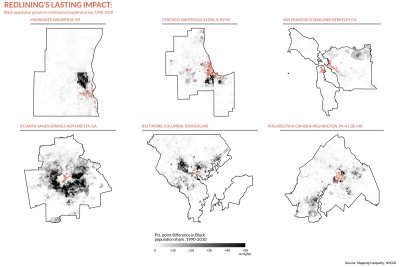 REDLINING'S LASTING IMPACT:
Black population trend in redlined metropolitan areas, 1990-2010
MILWAUKEE-WAUKESHA, WI
CHICAGO-NAPERVILLE-ELGIN, IL-IN-WI
SAN FRANCISCO-OAKLAND-BERKELEY, CA
ATLANTA-SANDY SPRINGS-ALPHARETTA, GA
BALTIMORE-COLUMBIA-TOWSON, MD
PHILADELPHIA-CAMDEN-WILMINGTON, PA-NJ-DE-MD
Pct. point difference in Black
population share, 1990-2010
0 +10 +20 +30 +40 +50
or higher
Source: Mapping Inequality, NHGIS